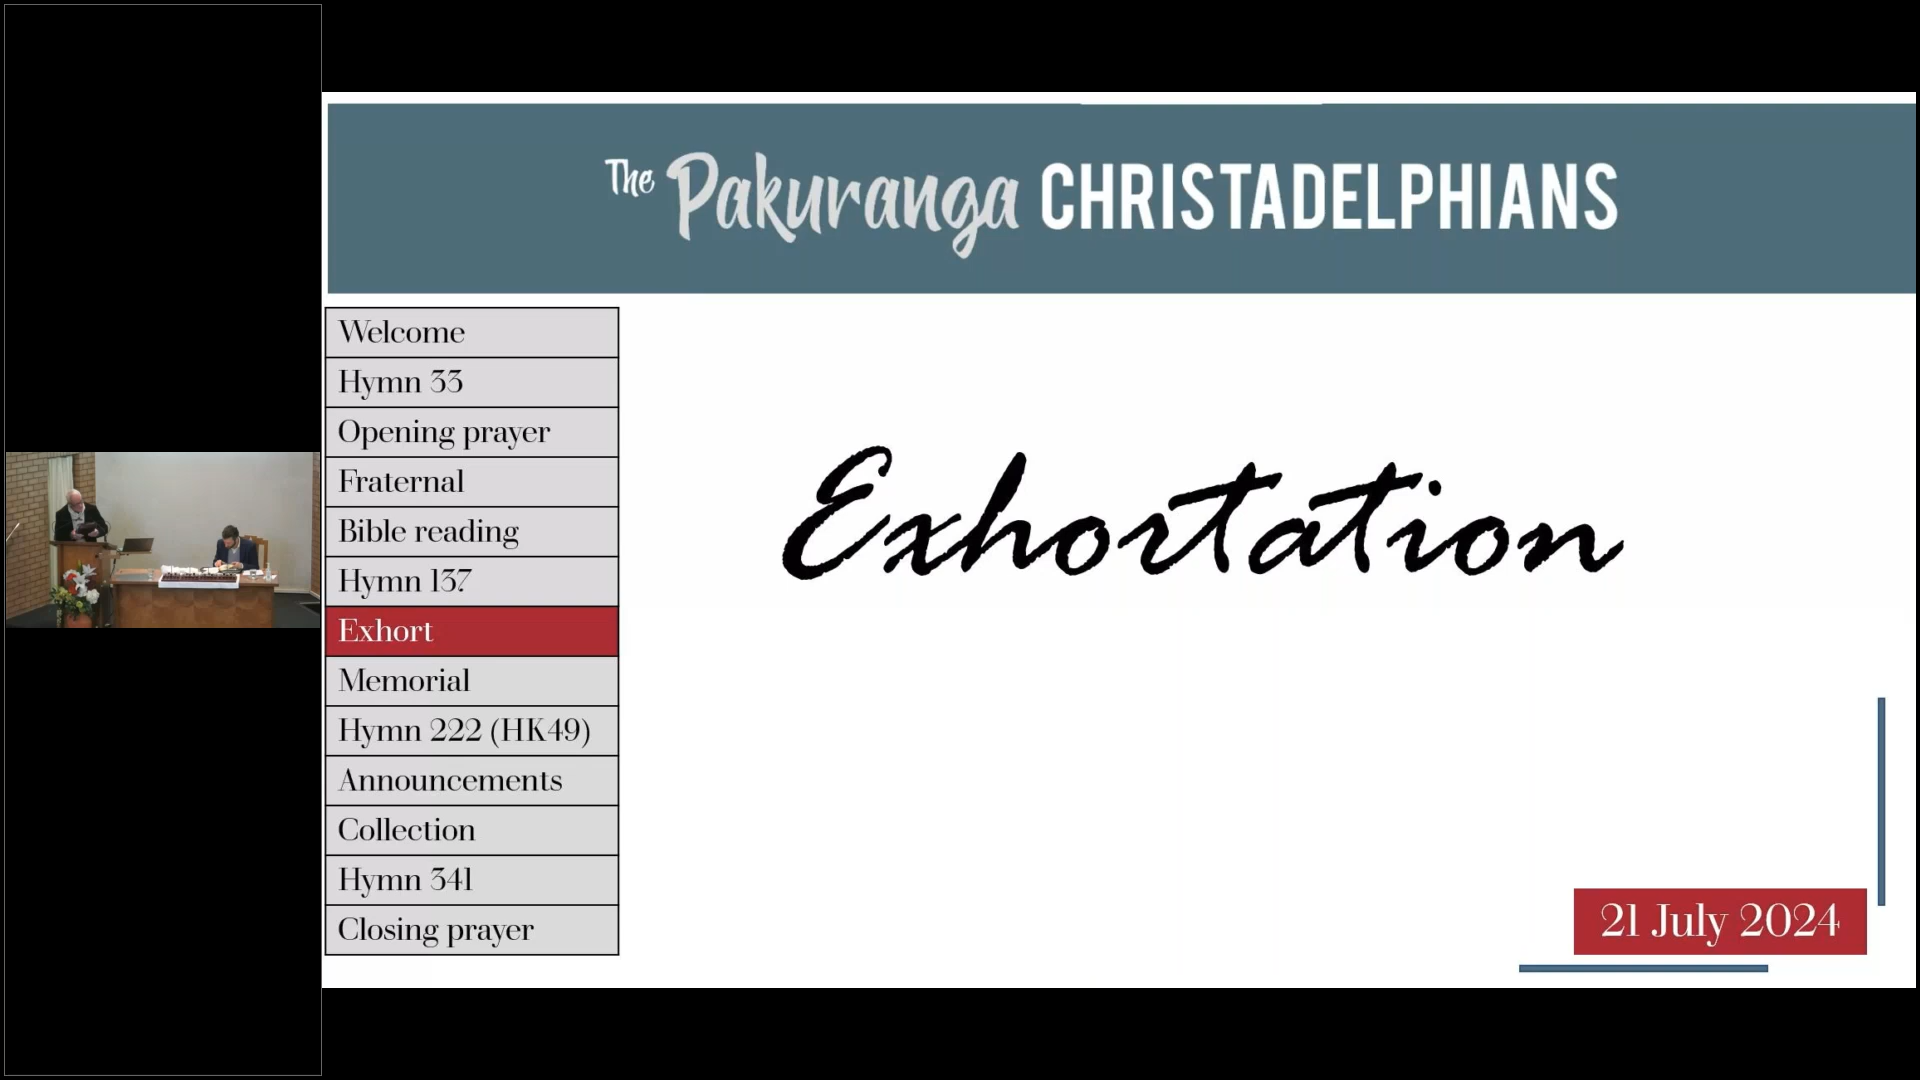 The Pakuranga CHRISTADELPHIANS
Welcome
Hymn 33
Opening prayer
Fraternal
Bible reading
Hymn 137
Exhort
Memorial
Hymn 222 (HK49)
Announcements
Collection
Hymn 341
Closing prayer
Exhortation
21 July 2024